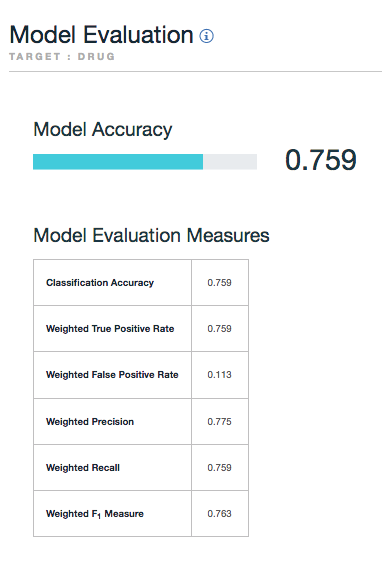 Model Evaluation
TARGET : DRUG
Model Accuracy
0.759
Model Evaluation Measures
Classification Accuracy 0.759
Weighted True Positive Rate 0.759
Weighted False Positive Rate 0.113
Weighted Precision 0.775
Weighted Recall 0.759
Weighted F₁ Measure 0.763